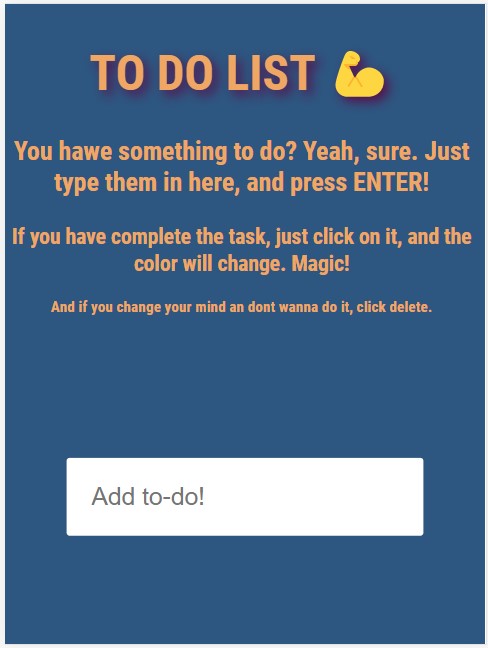 TO DO LIST 💪
You hawe something to do? Yeah, sure. Just
type them in here, and press ENTER!
If you have complete the task, just click on it, and the
color will change. Magic!
And if you change your mind an dont wanna do it, click delete.
Add to-do!